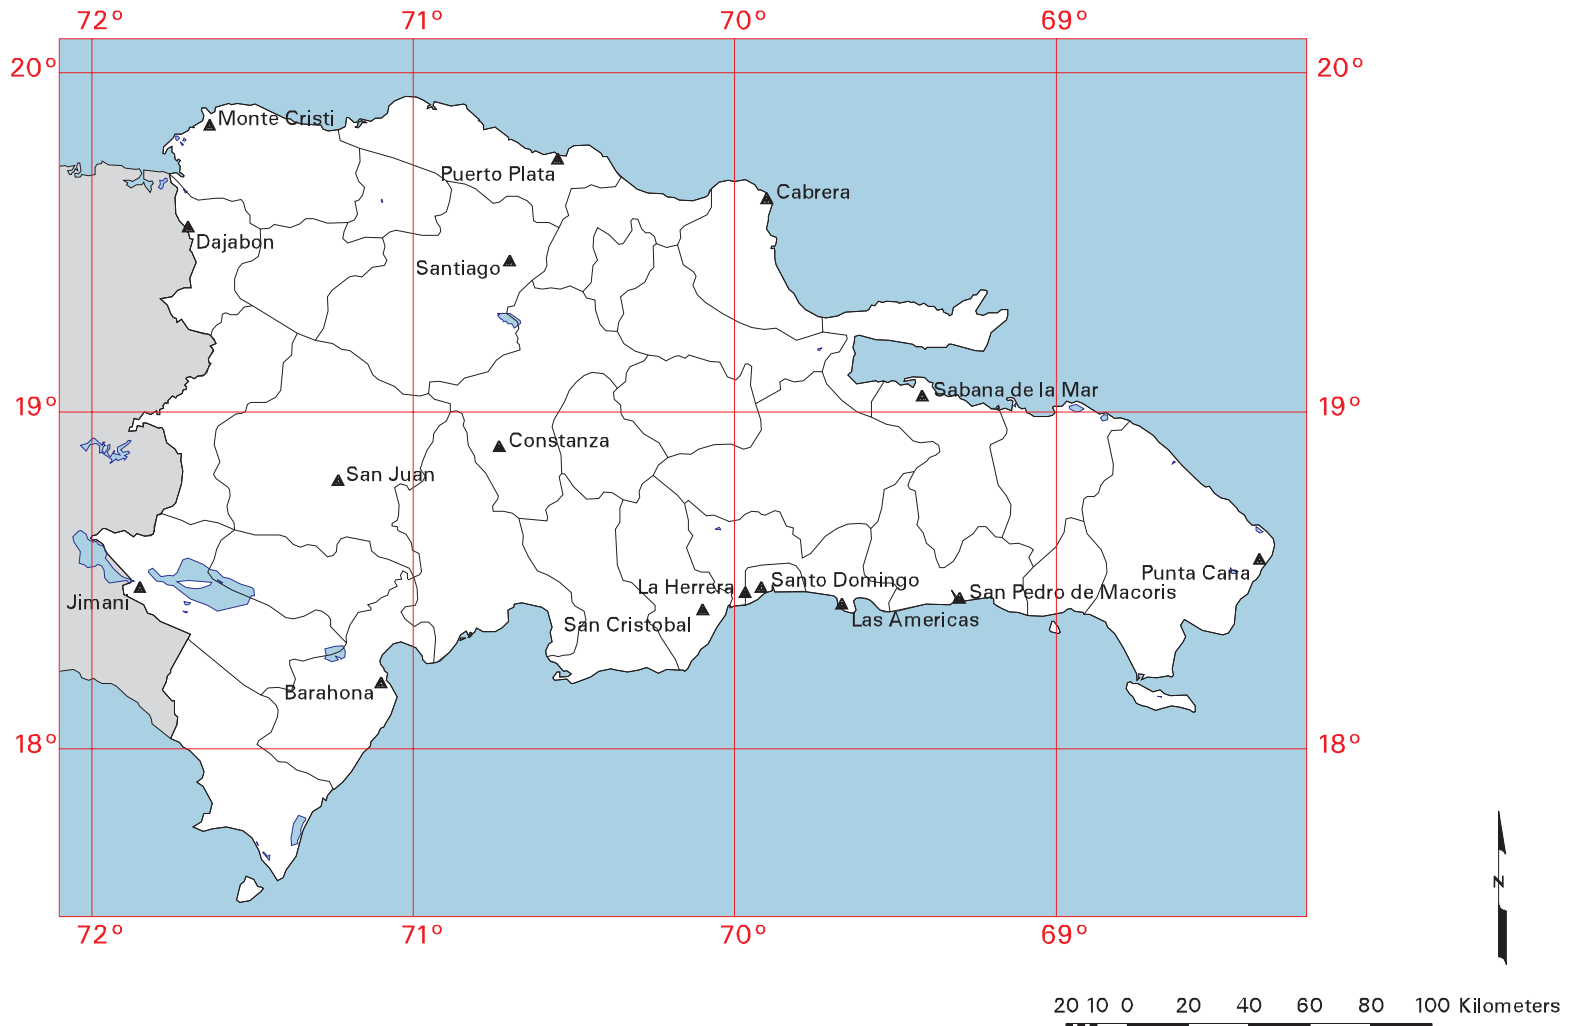 72° 71° 70° 69°
20° 20°
Monte Cristi
Puerto Plata
Cabrera
Dajabon
Santiago
19° 19°
Sabana de la Mar
Constanza
San Juan
Punta Cana
La Herrera Santo Domingo
Jimani
San Pedro de Macoris
San Cristobal Las Americas
Barahona
18° 18°
N
72° 71° 70° 69°
20 10 0 20 40 60 80 100 Kilometers